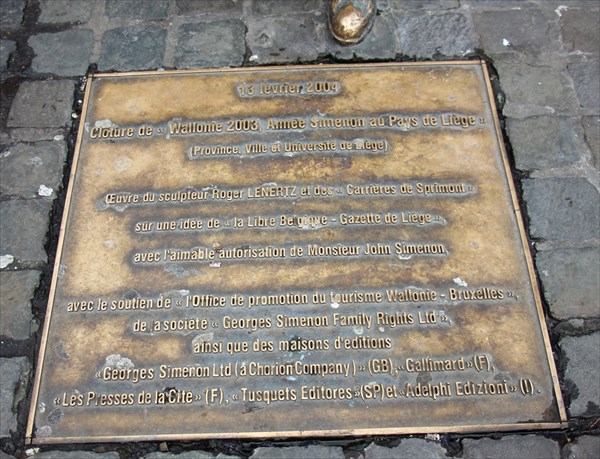 13 février 2004
Clôture de « Wallonie 2003, Année Simenon au Pays de Liège »
(Province, Ville et Université de Liège)
Œuvre du sculpteur Roger LENERTZ et des « Carrières de Sprimont »
sur une idée de « la Libre Belgique - Gazette de Liège »,
avec l'aimable autorisation de Monsieur John Simenon,
avec le soutien de « l'Office de promotion du tourisme Wallonie - Bruxelles »,
de la société « Georges Simenon Family Rights Ltd »,
ainsi que des maisons d'éditions
« Georges Simenon Ltd (à Chorion Company) » (GB), « Gallimard » (F),
« Les Presses de la Cité » (F), « Tusquets Editores » (SP) et « Adelphi Edizioni » (I).